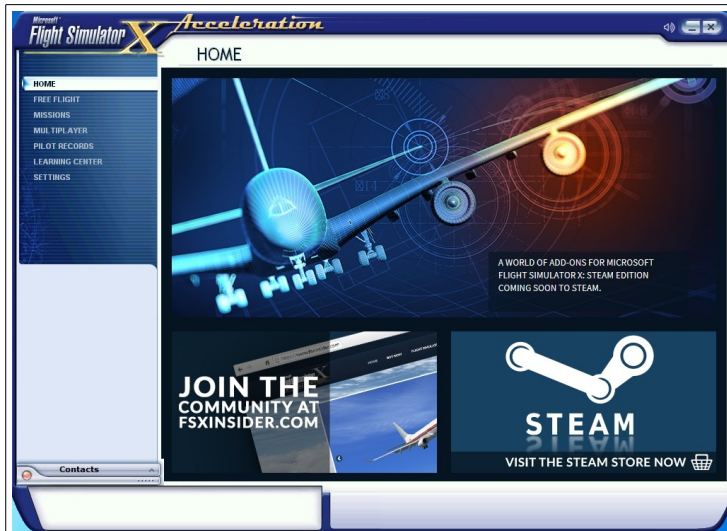 Microsoft
Flight Simulator X Acceleration
HOME
HOME
FREE FLIGHT
MISSIONS
MULTIPLAYER
PILOT RECORDS
LEARNING CENTER
SETTINGS
A WORLD OF ADD-ONS FOR MICROSOFT
FLIGHT SIMULATOR X: STEAM EDITION
COMING SOON TO STEAM.
JOIN THE
COMMUNITY AT
FSXINSIDER.COM
STEAM
VISIT THE STEAM STORE NOW
Contacts